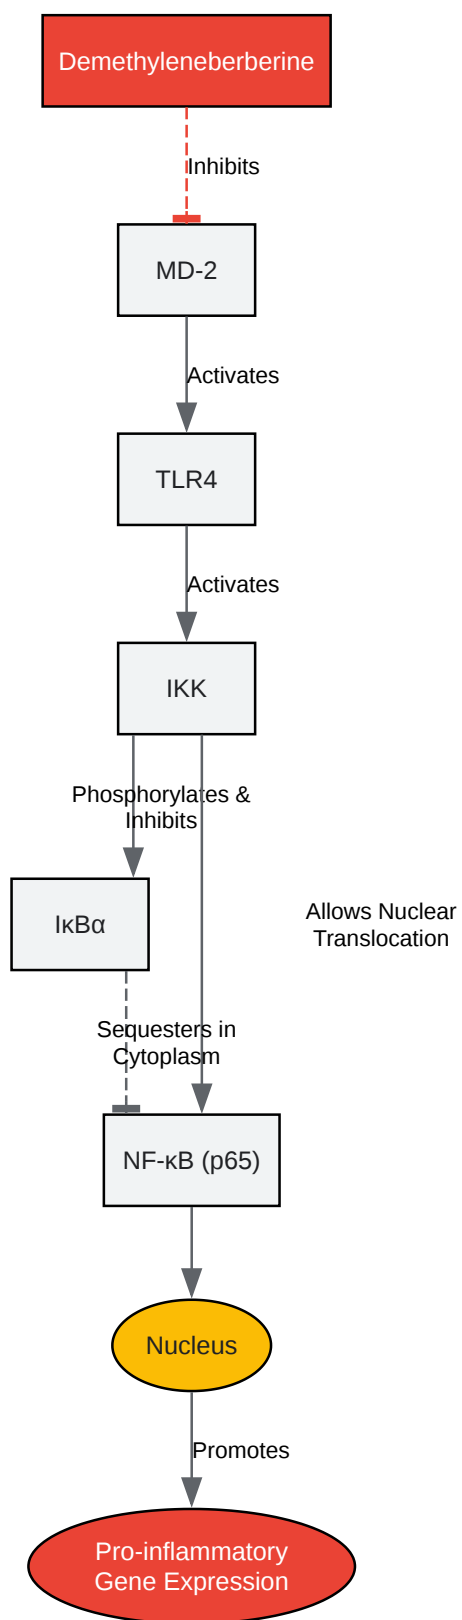 Demethyleneberberine
Inhibits
MD-2
Activates
TLR4
Activates
IKK
Phosphorylates &
Inhibits
IκBα
Allows Nuclear
Translocation
Sequesters in
Cytoplasm
NF-κB (p65)
Nucleus
Promotes
Pro-inflammatory
Gene Expression